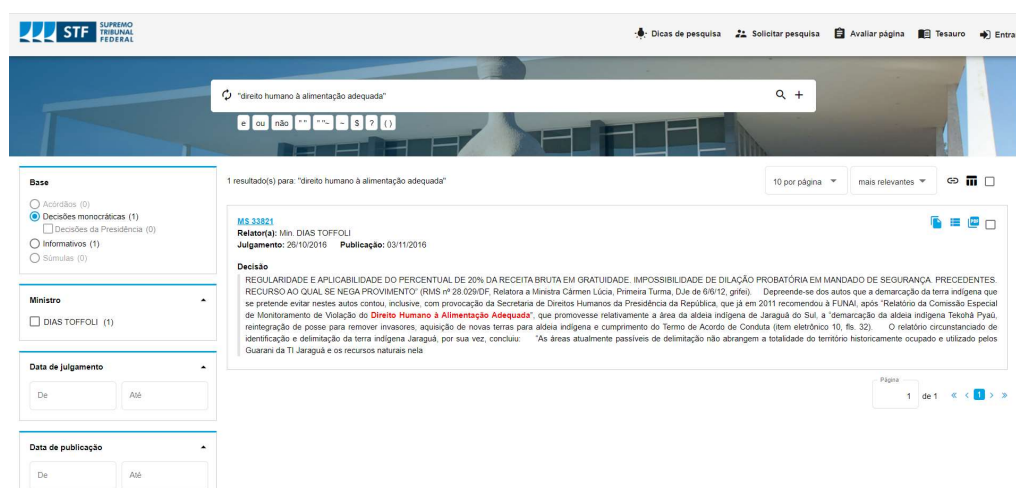 STF SUPREMO
TRIBUNAL
FEDERAL
Dicas de pesquisa Solicitar pesquisa Avaliar página Tesauro Entra
"direito humano à alimentação adequada"
e ou não " " " "~ ~ $ ? ( )
Base
Acórdãos (0)
Decisões monocráticas (1)
Decisões da Presidência (0)
Informativos (1)
Súmulas (0)
Ministro
DIAS TOFFOLI (1)
Data de julgamento
De Até
Data de publicação
De Até
1 resultado(s) para: "direito humano à alimentação adequada"
10 por página mais relevantes
MS 33821
Relator(a): Min. DIAS TOFFOLI
Julgamento: 26/10/2016 Publicação: 03/11/2016
Decisão
REGULARIDADE E APLICABILIDADE DO PERCENTUAL DE 20% DA RECEITA BRUTA EM GRATUIDADE. IMPOSSIBILIDADE DE DILAÇÃO PROBATÓRIA EM MANDADO DE SEGURANÇA. PRECEDENTES.
RECURSO AO QUAL SE NEGA PROVIMENTO" (RMS nº 28.029/DF, Relatora a Ministra Cármen Lúcia, Primeira Turma, DJe de 6/6/12, grifei). Depreende-se dos autos que a demarcação da terra indígena que
se pretende evitar nestes autos contou, inclusive, com provocação da Secretaria de Direitos Humanos da Presidência da República, que já em 2011 recomendou à FUNAI, após "Relatório da Comissão Especial
de Monitoramento de Violação do Direito Humano à Alimentação Adequada", que promovesse relativamente a área da aldeia indígena de Jaraguá do Sul, a "demarcação da aldeia indígena Tekohá Pyaú,
reintegração de posse para remover invasores, aquisição de novas terras para aldeia indígena e cumprimento do Termo de Acordo de Conduta (item eletrônico 10, fls. 32). O relatório circunstanciado de
identificação e delimitação da terra indígena Jaraguá, por sua vez, concluiu: "As áreas atualmente passíveis de delimitação não abrangem a totalidade do território historicamente ocupado e utilizado pelos
Guarani da TI Jaraguá e os recursos naturais nela
Página
1 de 1 « < 1 > »